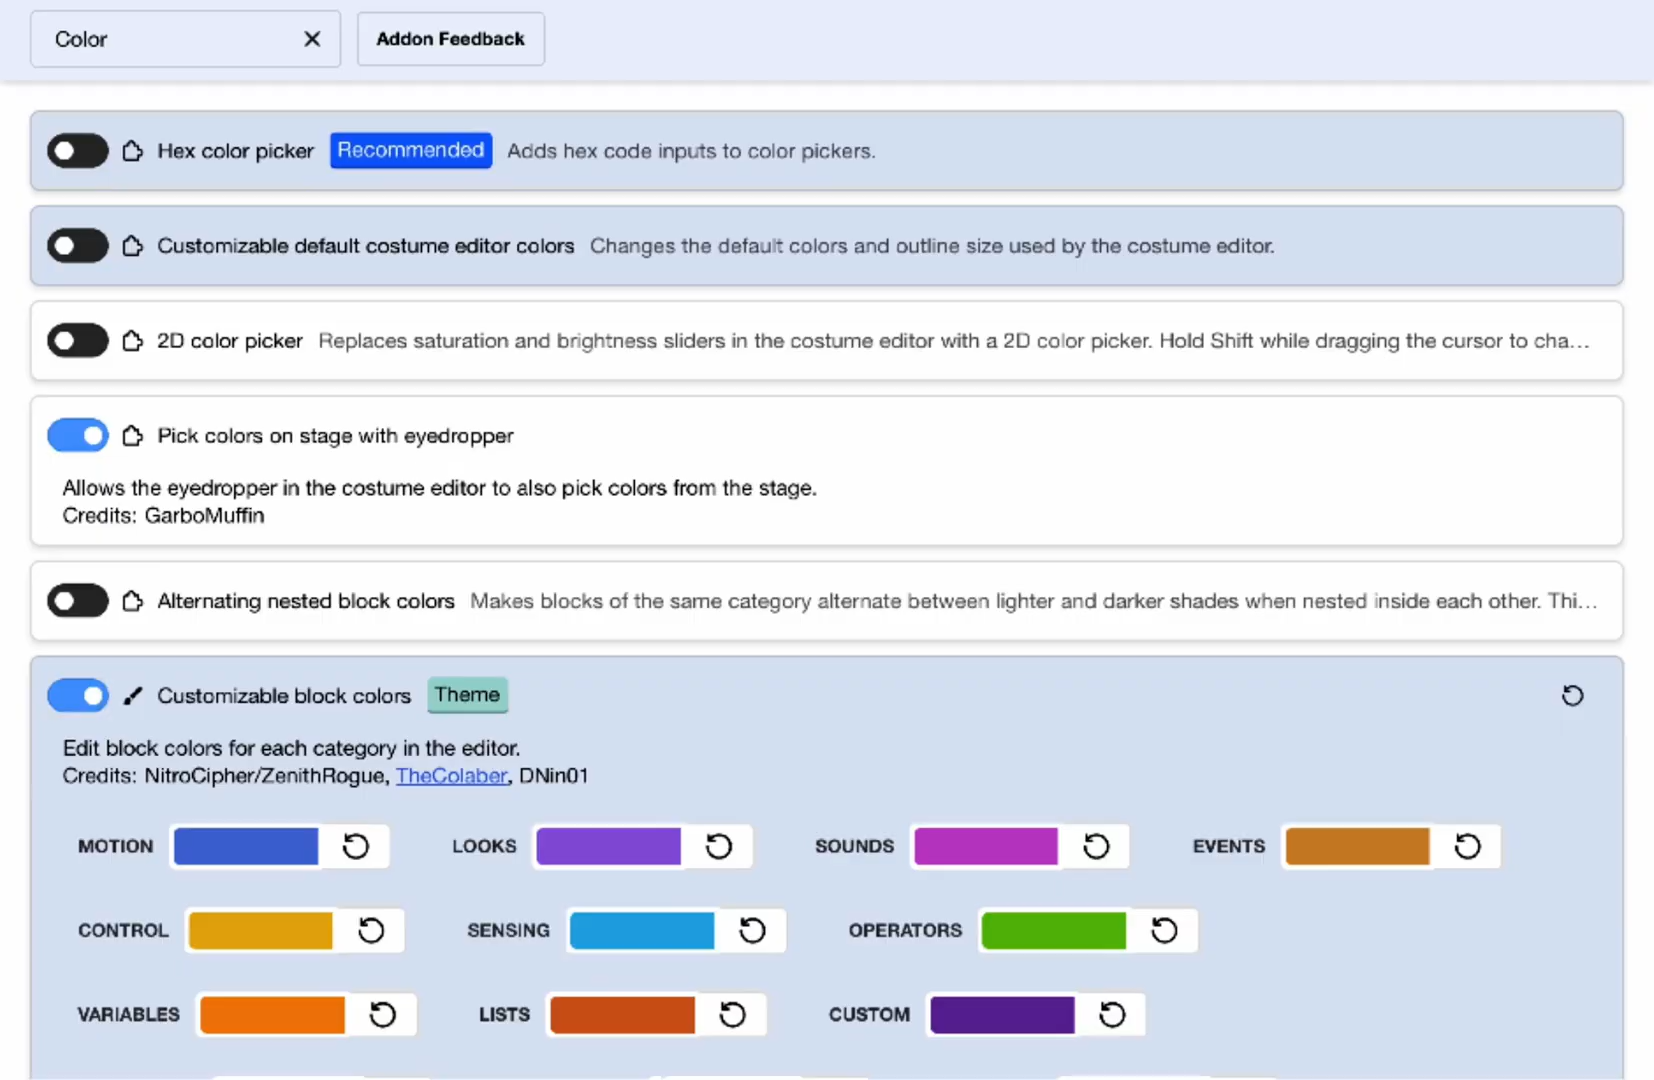 Color
Addon Feedback
Hex color picker Recommended Adds hex code inputs to color pickers.
Customizable default costume editor colors Changes the default colors and outline size used by the costume editor.
2D color picker Replaces saturation and brightness sliders in the costume editor with a 2D color picker. Hold Shift while dragging the cursor to cha...
Pick colors on stage with eyedropper
Allows the eyedropper in the costume editor to also pick colors from the stage.
Credits: GarboMuffin
Alternating nested block colors Makes blocks of the same category alternate between lighter and darker shades when nested inside each other. Thi...
Customizable block colors Theme
Edit block colors for each category in the editor.
Credits: NitroCipher/ZenithRogue, TheColaber, DNin01
MOTION LOOKS SOUNDS EVENTS
CONTROL SENSING OPERATORS
VARIABLES LISTS CUSTOM